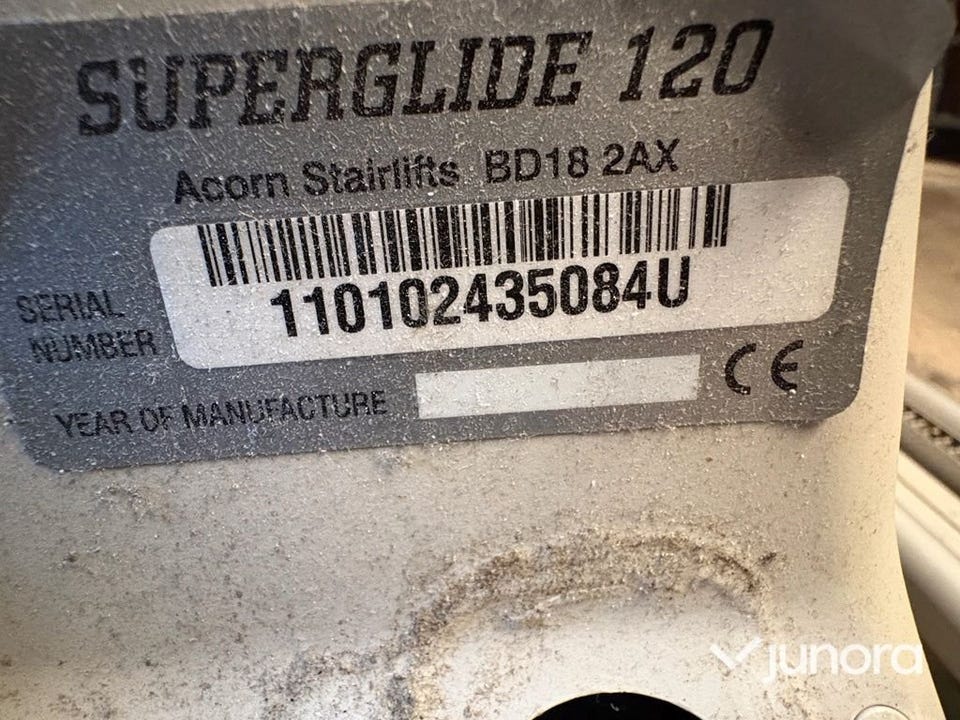 SUPERGLIDE 120
Acorn Stairlifts BD18 2AX
110102435084U
SERIAL
NUMBER
YEAR OF MANUFACTURE
CE
junora